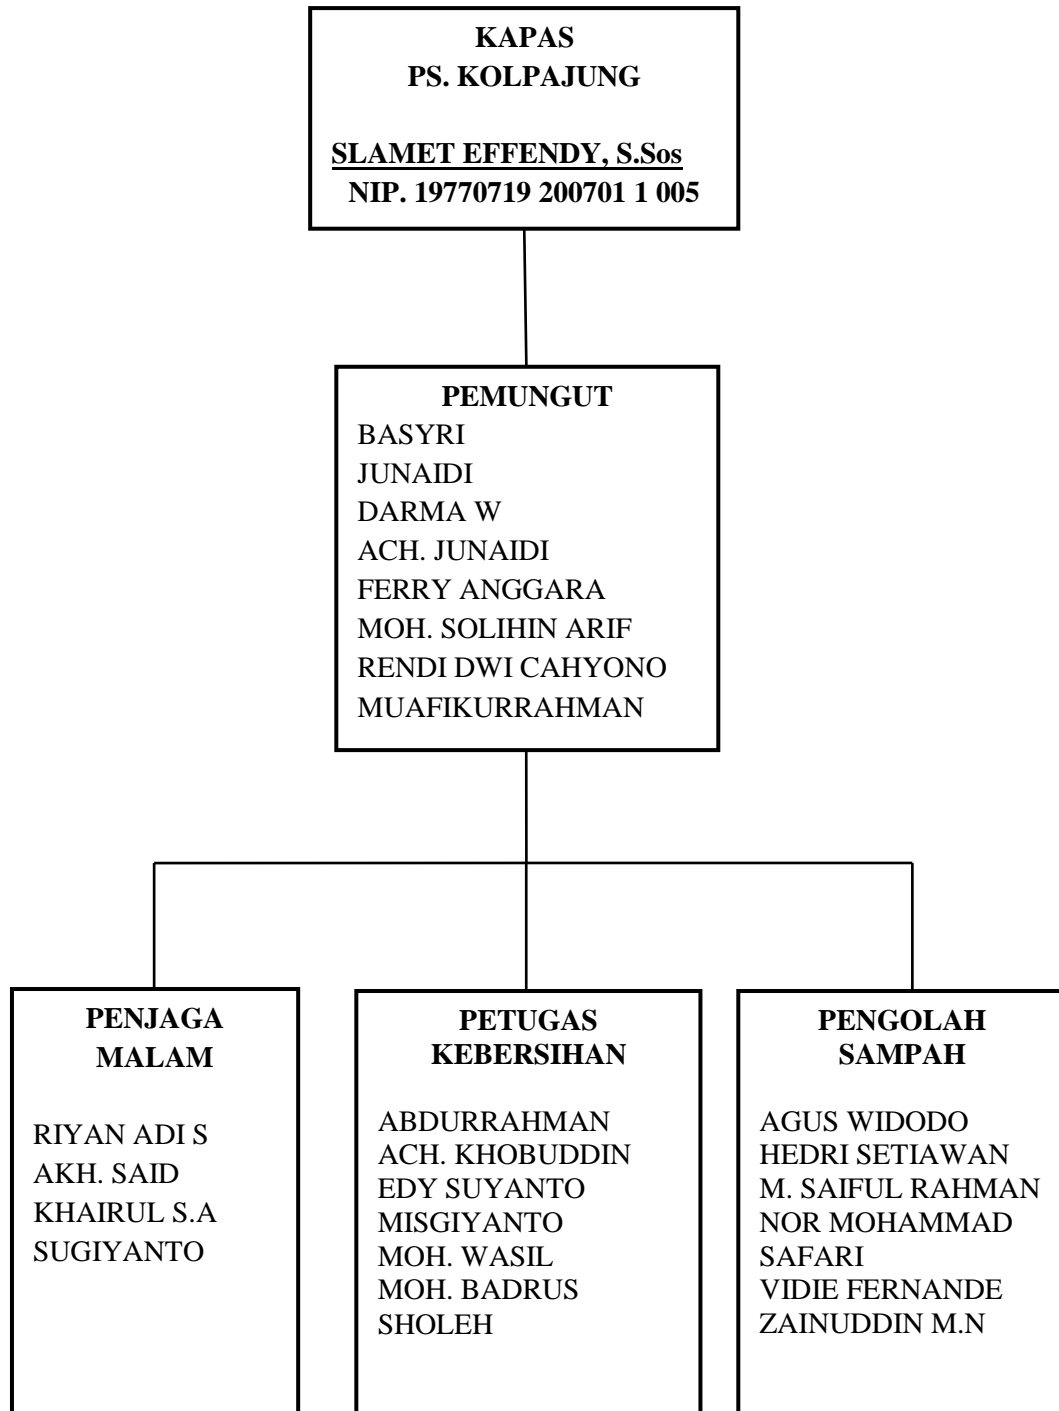 KAPAS
PS. KOLPAJUNG
SLAMET EFFENDY, S.Sos
NIP. 19770719 200701 1 005
PEMUNGUT
BASYRI
JUNAIDI
DARMA W
ACH. JUNAIDI
FERRY ANGGARA
MOH. SOLIHIN ARIF
RENDI DWI CAHYONO
MUAFIKURRAHMAN
PENJAGA
MALAM
RIYAN ADI S
AKH. SAID
KHAIRUL S.A
SUGIYANTO
PETUGAS
KEBERSIHAN
ABDURRAHMAN
ACH. KHOBUDDIN
EDY SUYANTO
MISGIYANTO
MOH. WASIL
MOH. BADRUS
SHOLEH
PENGOLAH
SAMPAH
AGUS WIDODO
HEDRI SETIAWAN
M. SAIFUL RAHMAN
NOR MOHAMMAD
SAFARI
VIDIE FERNANDE
ZAINUDDIN M.N